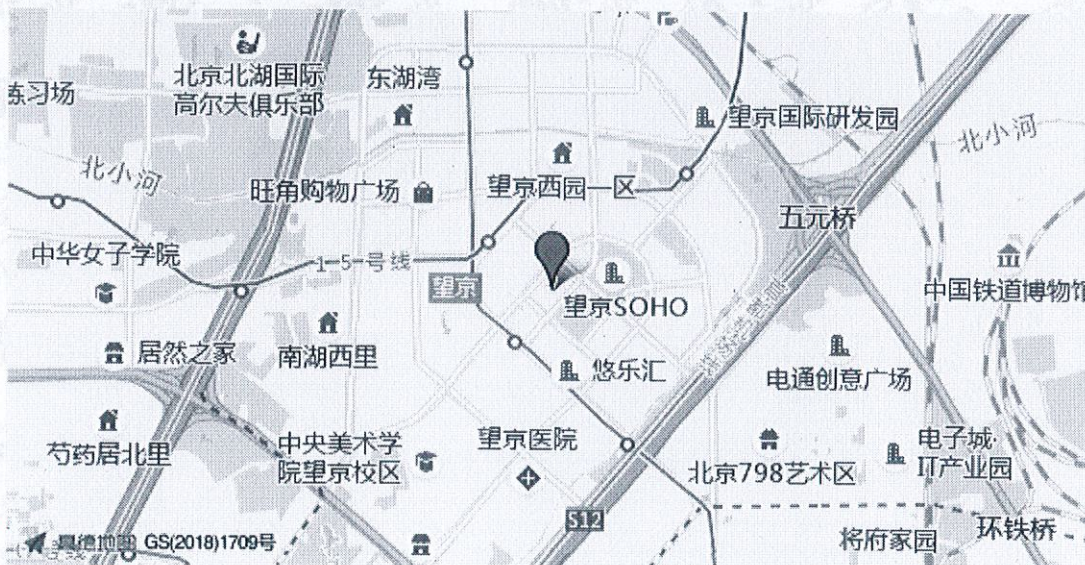 北京北湖国际
高尔夫俱乐部
东湖湾
练习场
望京国际研发园
北小河
北小河
旺角购物广场
望京西园一区
五元桥
中华女子学院
15号线
望京
望京SOHO
中国铁道博物馆
居然之家
南湖西里
悠乐汇
电通创意广场
芍药居北里
中央美术学
院望京校区
望京医院
北京798艺术区
电子城·
IT产业园
S12
高德地图 GS(2018)1709号
将府家园
环铁桥